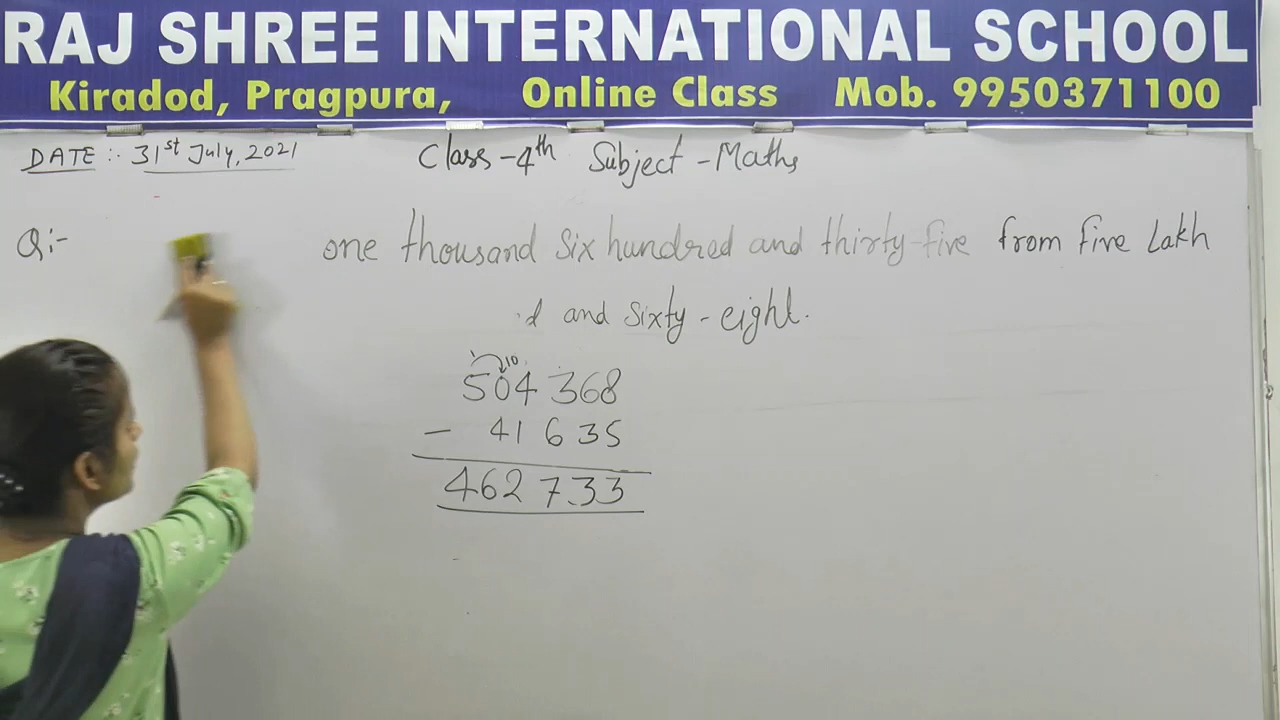 RAJ SHREE INTERNATIONAL SCHOOL
Kiradod, Pragpura, Online Class Mob. 9950371100
DATE :- 31st July, 2021 Class - 4th Subject - Maths
Q:- one thousand six hundred and thirty-five from five lakh
d and sixty-eight.
10
504 368
- 41 635
462 733